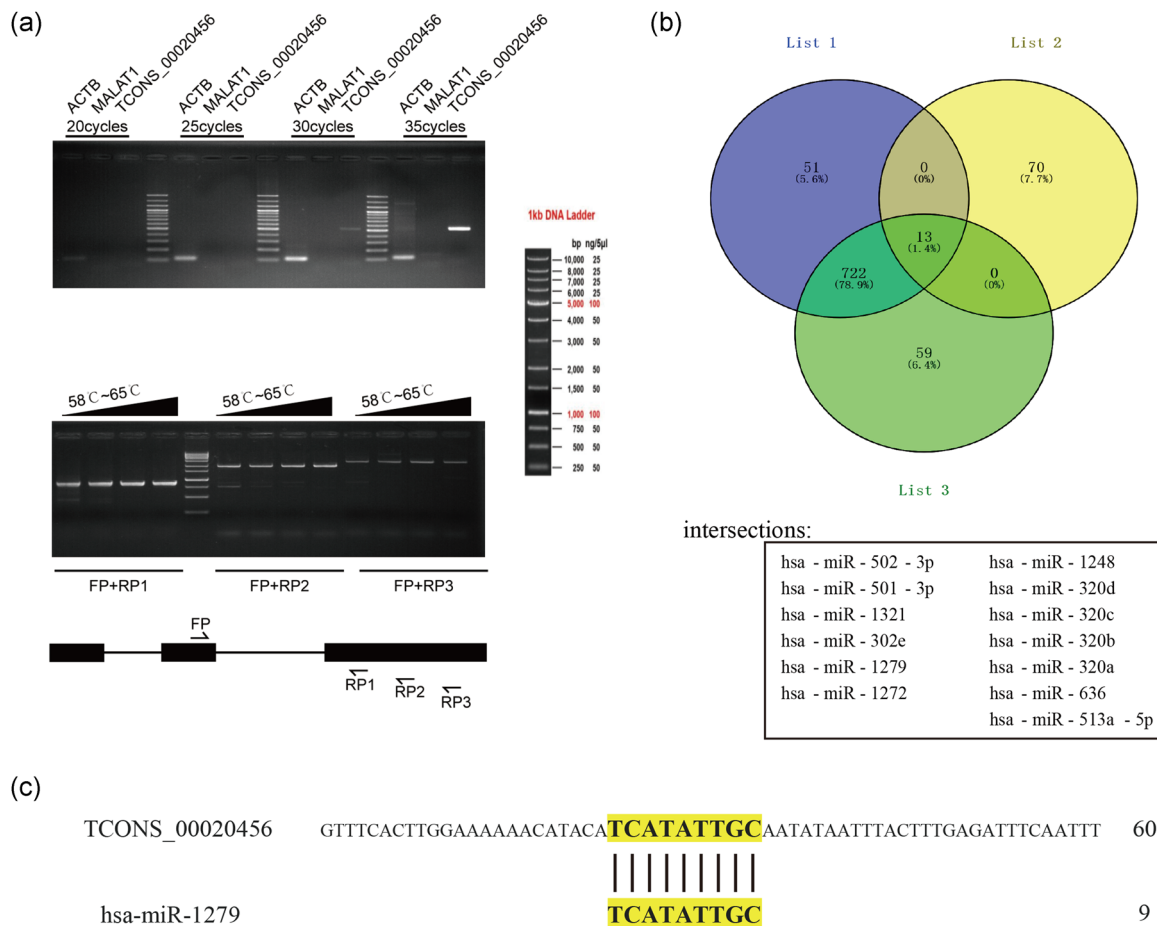 (a)
ACTB MALAT1 TCONS_00020456 ACTB MALAT1 TCONS_00020456 ACTB MALAT1 TCONS_00020456 ACTB MALAT1 TCONS_00020456
20cycles 25cycles 30cycles 35cycles
1kb DNA Ladder
bp ng/5μl
10,000 25
8,000 25
7,000 25
6,000 25
5,000 100
4,000 50
3,000 50
2,000 50
1,500 50
1,000 100
750 50
500 50
250 50
58℃~65℃ 58℃~65℃ 58℃~65℃
FP+RP1 FP+RP2 FP+RP3
FP
RP1 RP2 RP3
(b)
List 1 List 2
51 0 70
(5.6%) (0%) (7.7%)
13
(1.4%)
722 0
(78.9%) (0%)
59
(6.4%)
List 3
intersections:
hsa - miR - 502 - 3p hsa - miR - 1248
hsa - miR - 501 - 3p hsa - miR - 320d
hsa - miR - 1321 hsa - miR - 320c
hsa - miR - 302e hsa - miR - 320b
hsa - miR - 1279 hsa - miR - 320a
hsa - miR - 1272 hsa - miR - 636
hsa - miR - 513a - 5p
(c)
TCONS_00020456 GTTTCACTTGGAAAAAACATACATCATATTGCAATATAATTTACTTTGAGATTTCAATTT 60
hsa-miR-1279 TCATATTGC 9